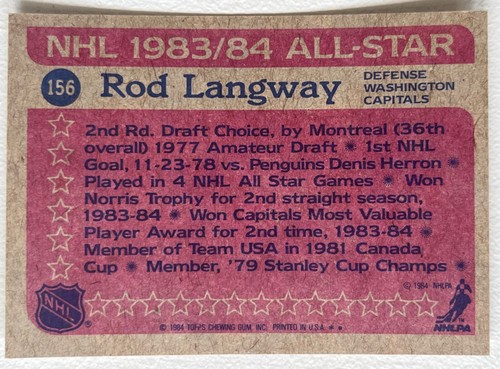 NHL 1983/84 ALL-STAR
156 Rod Langway
DEFENSE
WASHINGTON
CAPITALS
2nd Rd. Draft Choice, by Montreal (36th
overall) 1977 Amateur Draft • 1st NHL
Goal, 11-23-78 vs. Penguins Denis Herron •
Played in 4 NHL All Star Games • Won
Norris Trophy for 2nd straight season,
1983-84 • Won Capitals Most Valuable
Player Award for 2nd time, 1983-84 •
Member of Team USA in 1981 Canada
Cup • Member, '79 Stanley Cup Champs
© 1984 NHLPA
NHL
NHLPA
© 1984 TOPPS CHEWING GUM, INC. PRINTED IN U.S.A. * *